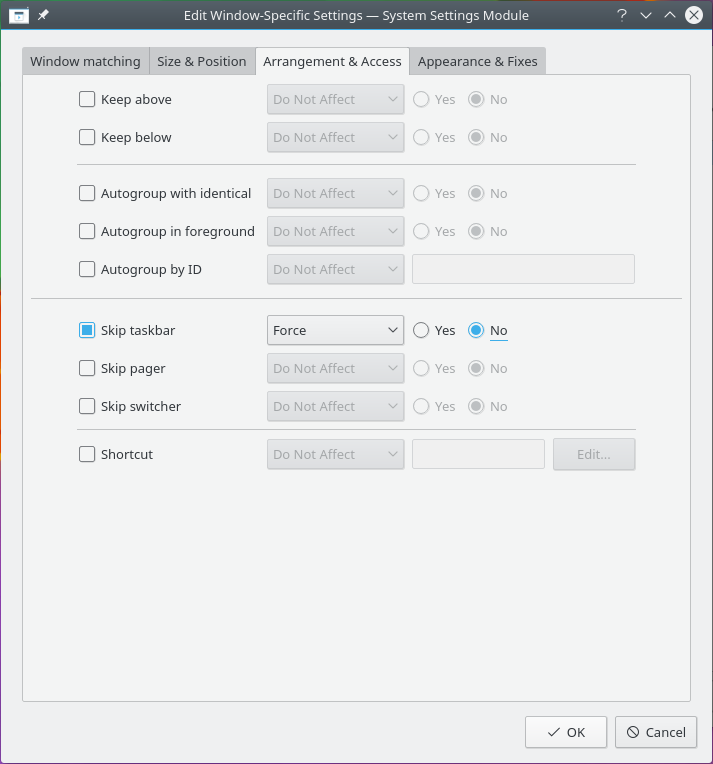 Edit Window-Specific Settings — System Settings Module
Window matching Size & Position Arrangement & Access Appearance & Fixes
Keep above Do Not Affect Yes No
Keep below Do Not Affect Yes No
Autogroup with identical Do Not Affect Yes No
Autogroup in foreground Do Not Affect Yes No
Autogroup by ID Do Not Affect
Skip taskbar Force Yes No
Skip pager Do Not Affect Yes No
Skip switcher Do Not Affect Yes No
Shortcut Do Not Affect Edit...
OK Cancel